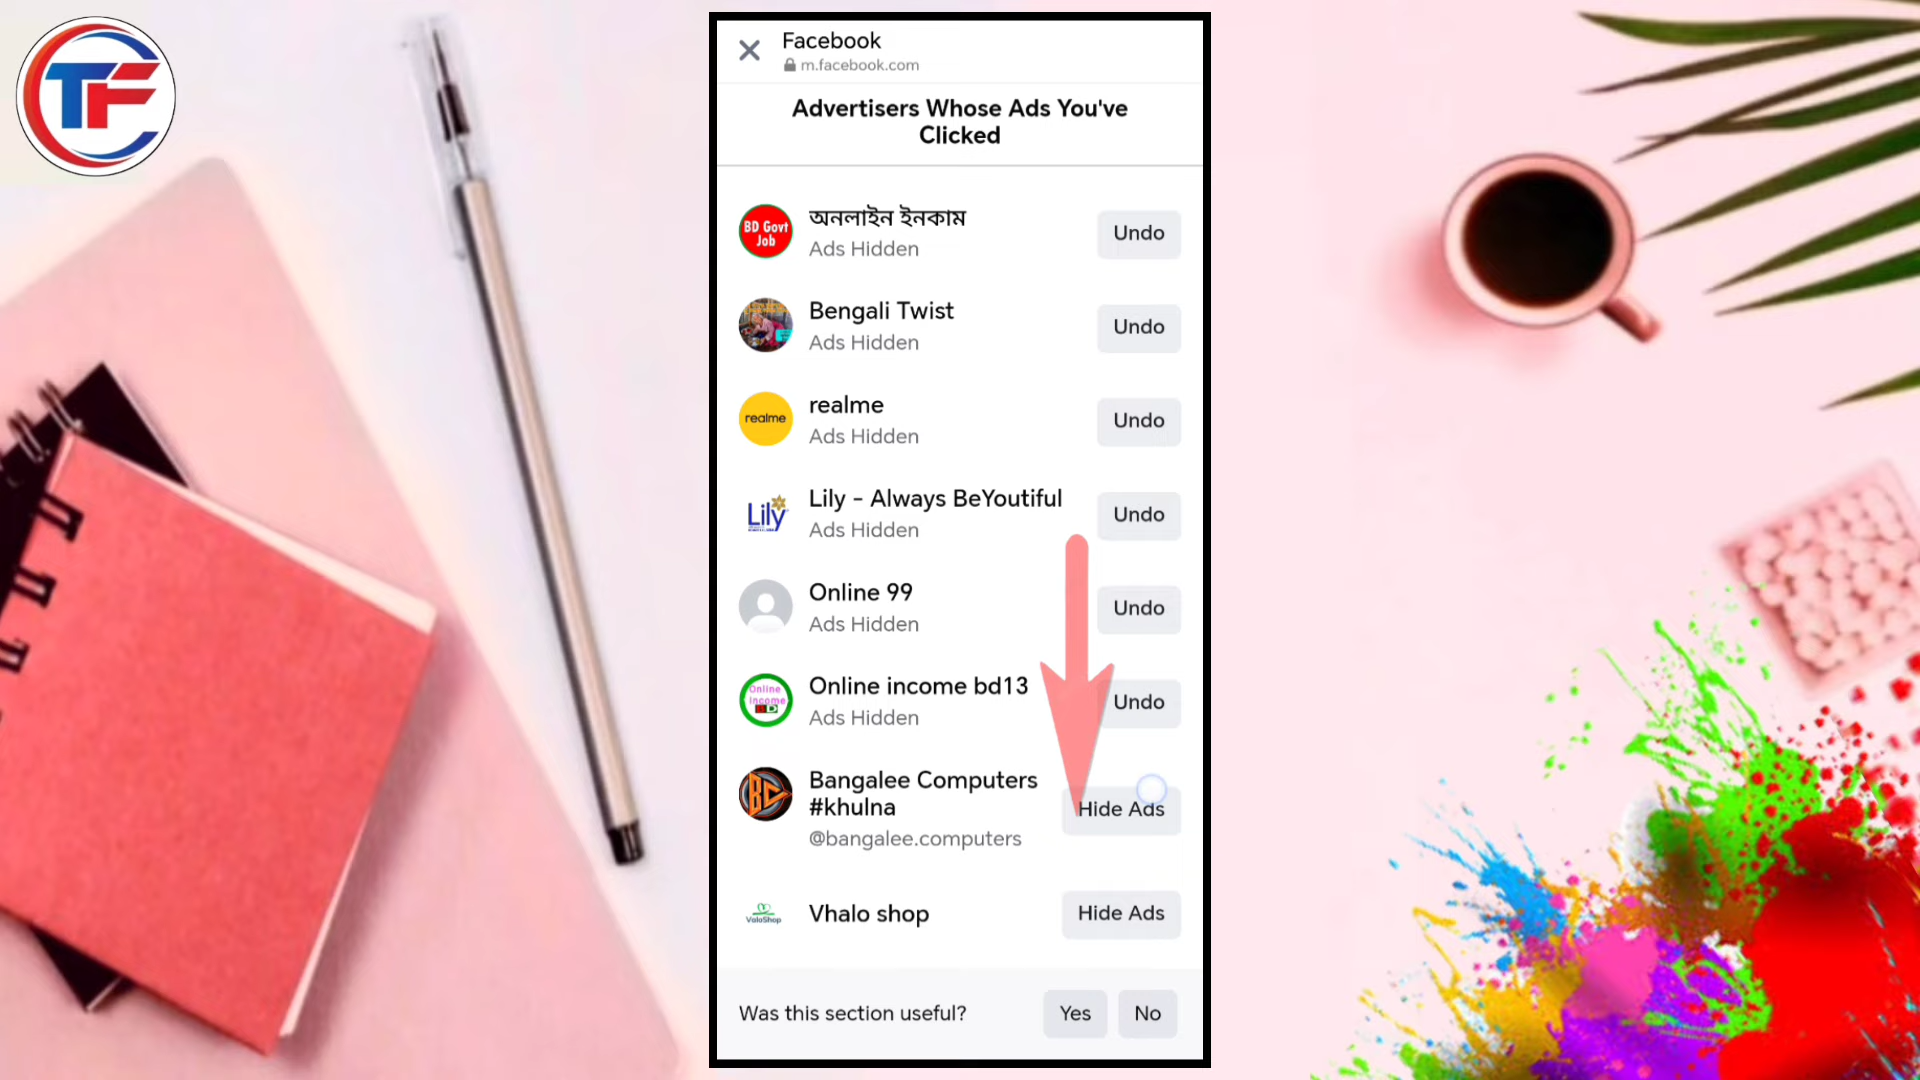 TF
Facebook
m.facebook.com
Advertisers Whose Ads You've
Clicked
BD Govt
Job
অনলাইন ইনকাম
Ads Hidden
Undo
Bengali Twist
Ads Hidden
Undo
realme
realme
Ads Hidden
Undo
Lily
Lily - Always BeYoutiful
Ads Hidden
Undo
Online 99
Ads Hidden
Undo
Online
Income
BD
Online income bd13
Ads Hidden
Undo
BC
Bangalee Computers
#khulna
@bangalee.computers
Hide Ads
ValoShop
Vhalo shop
Hide Ads
Was this section useful?
Yes
No